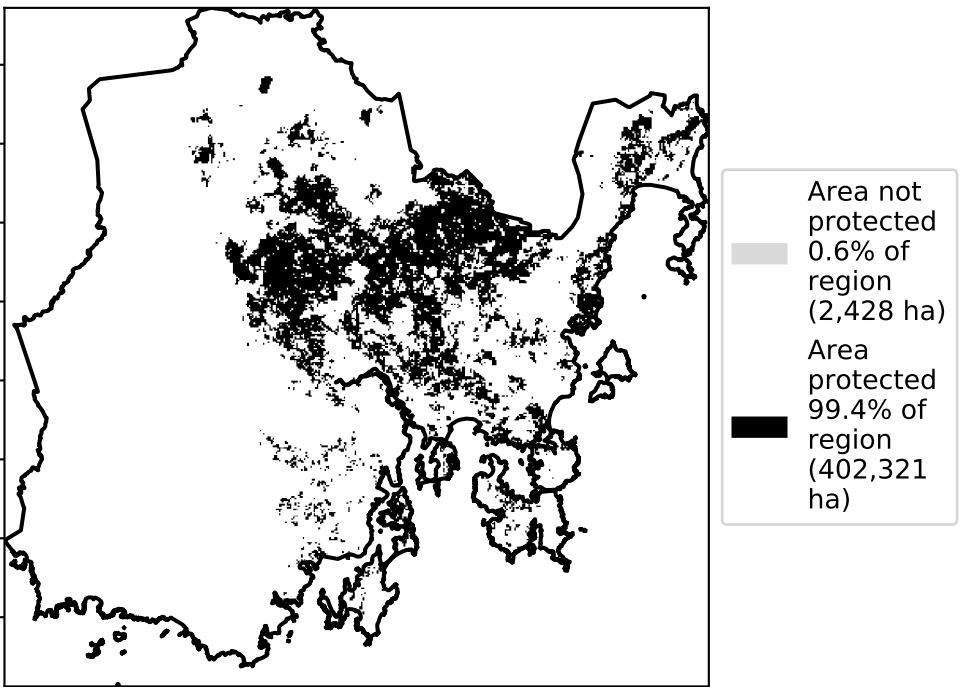 Area not
protected
0.6% of
region
(2,428 ha)
Area
protected
99.4% of
region
(402,321
ha)